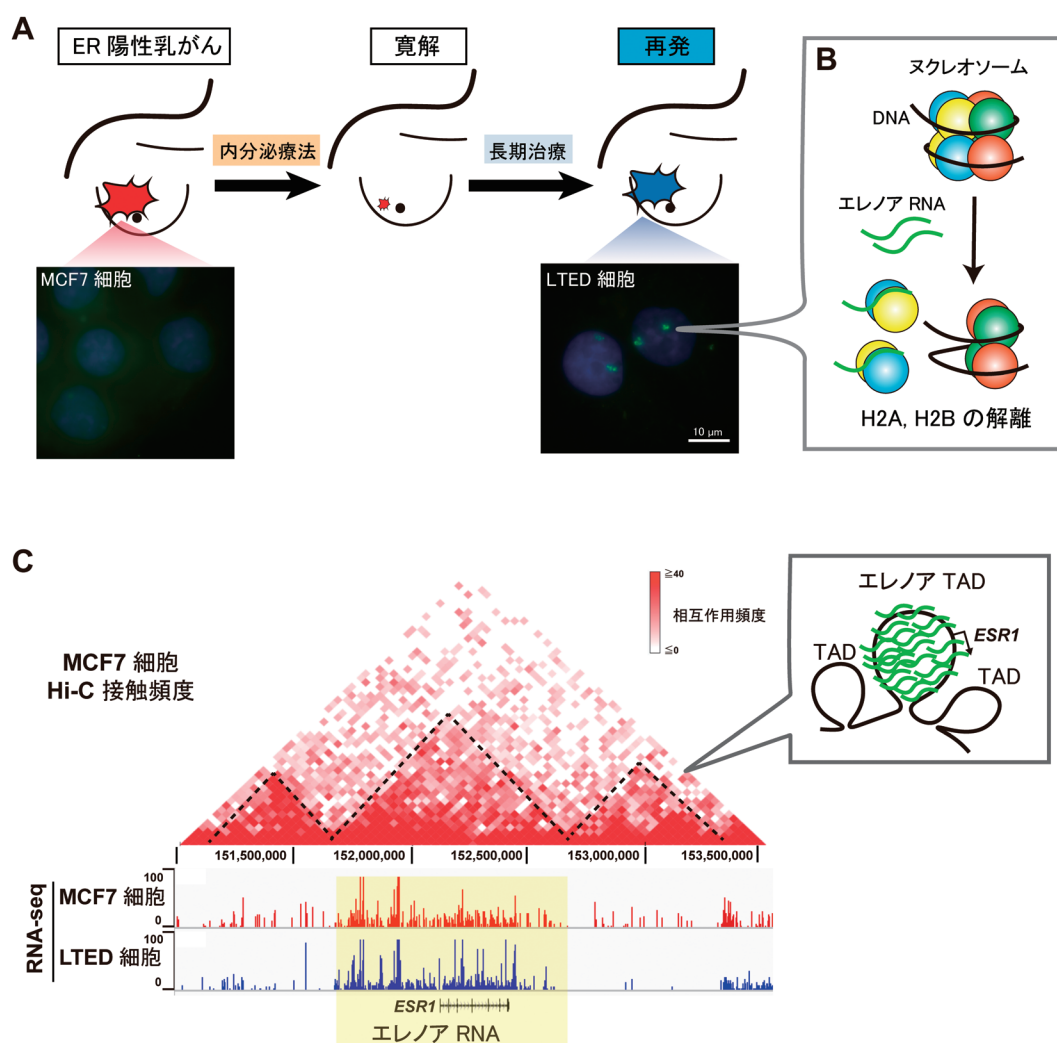 A
ER 陽性乳がん
寛解
再発
内分泌療法
長期治療
MCF7 細胞
LTED 細胞
10 μm
B
ヌクレオソーム
DNA
エレノア RNA
H2A, H2B の解離
C
MCF7 細胞
Hi-C 接触頻度
≧40
相互作用頻度
≦0
エレノア TAD
ESR1
TAD
TAD
151,500,000
152,000,000
152,500,000
153,000,000
153,500,000
RNA-seq
100
MCF7 細胞
0
100
LTED 細胞
0
ESR1
エレノア RNA